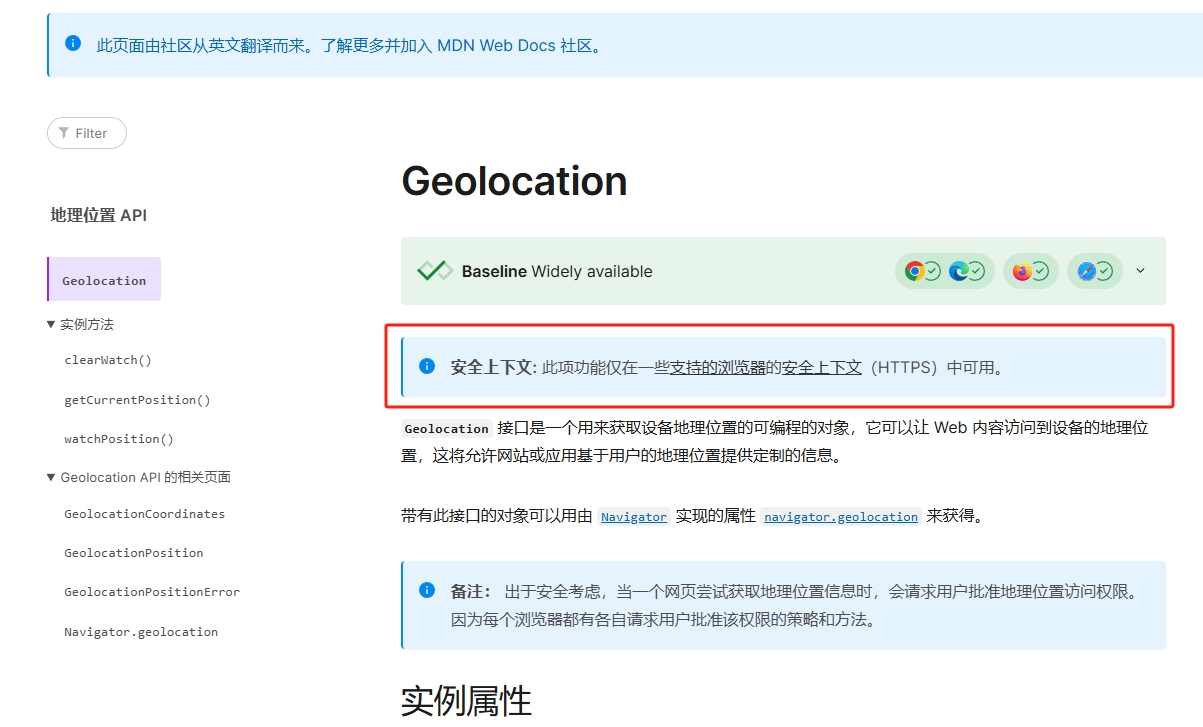 此页面由社区从英文翻译而来。了解更多并加入 MDN Web Docs 社区。
Filter
地理位置 API
Geolocation
▼ 实例方法
clearWatch()
getCurrentPosition()
watchPosition()
▼ Geolocation API 的相关页面
GeolocationCoordinates
GeolocationPosition
GeolocationPositionError
Navigator.geolocation
Geolocation
Baseline Widely available
安全上下文: 此项功能仅在一些支持的浏览器的安全上下文（HTTPS）中可用。
Geolocation 接口是一个用来获取设备地理位置的可编程的对象，它可以让 Web 内容访问到设备的地理位
置，这将允许网站或应用基于用户的地理位置提供定制的信息。
带有此接口的对象可以用由 Navigator 实现的属性 navigator.geolocation 来获得。
备注： 出于安全考虑，当一个网页尝试获取地理位置信息时，会请求用户批准地理位置访问权限。
因为每个浏览器都有各自请求用户批准该权限的策略和方法。
实例属性